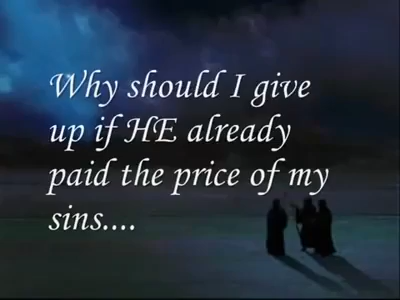 Why should I give
up if HE already
paid the price of my
sins....